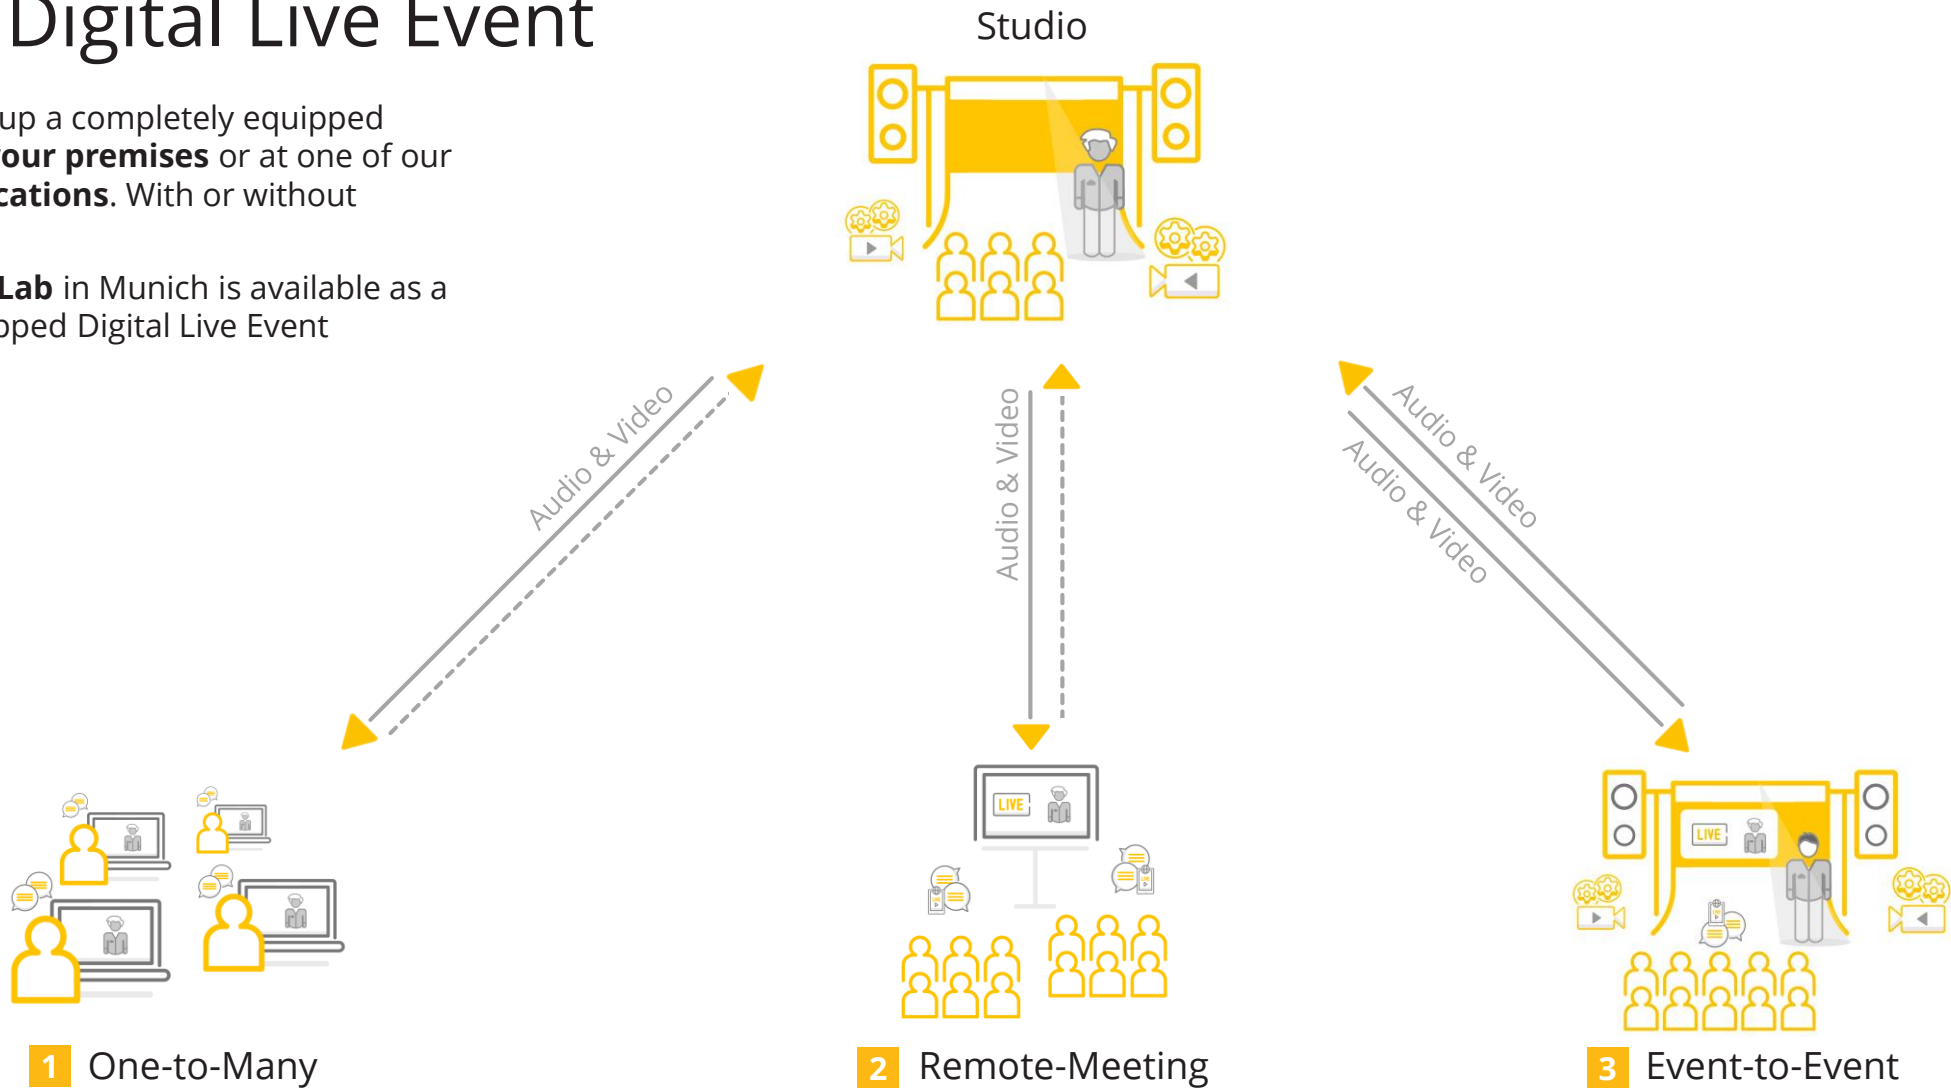 Digital Live Event
up a completely equipped
your premises or at one of our
cations. With or without
Lab in Munich is available as a
pped Digital Live Event
Studio
Audio & Video
Audio & Video
Audio & Video
Audio & Video
LIVE
LIVE
1 One-to-Many
2 Remote-Meeting
3 Event-to-Event